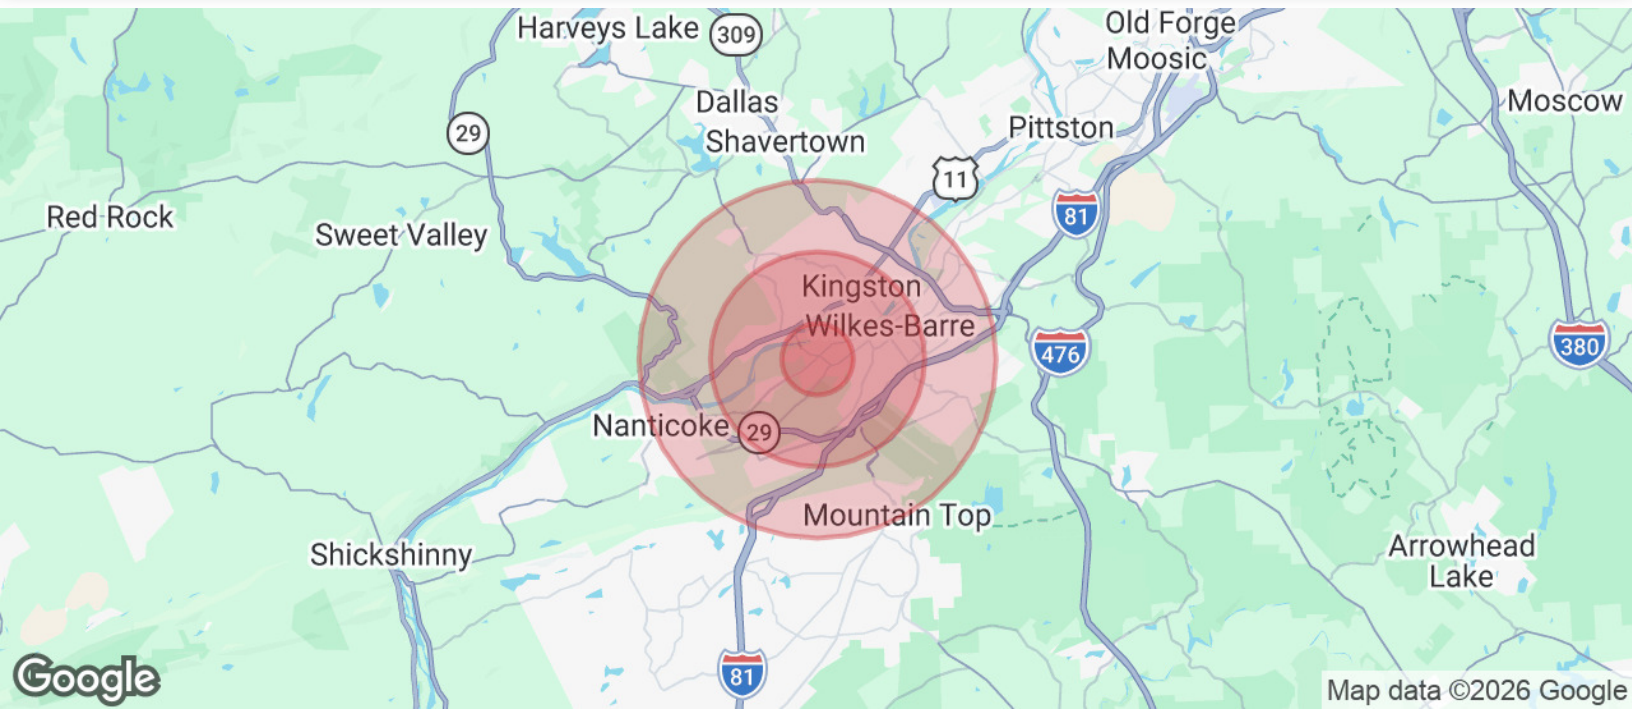 Harveys Lake
309
Old Forge
Moosic
Dallas
Moscow
29
Shavertown
Pittston
11
81
Red Rock
Sweet Valley
Kingston
Wilkes-Barre
476
380
Nanticoke
29
Mountain Top
Shickshinny
Arrowhead
Lake
81
Google
Map data ©2026 Google